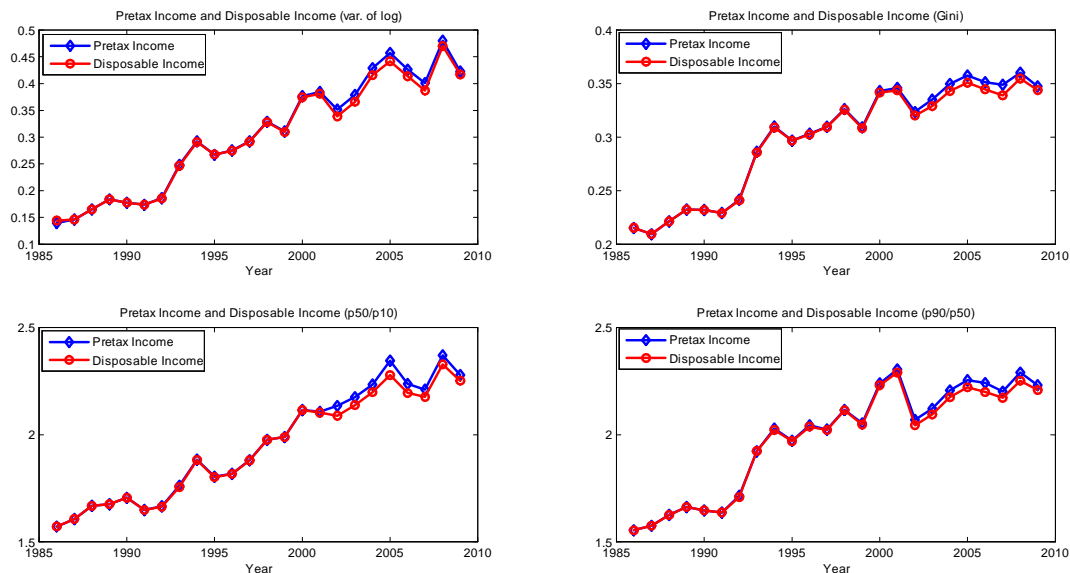 Pretax Income and Disposable Income (var. of log)
0.5
0.45
0.4
0.35
0.3
0.25
0.2
0.15
0.1
Pretax Income
Disposable Income
1985 1990 1995 2000 2005 2010
Year
Pretax Income and Disposable Income (Gini)
0.4
0.35
0.3
0.25
0.2
Pretax Income
Disposable Income
1985 1990 1995 2000 2005 2010
Year
Pretax Income and Disposable Income (p50/p10)
2.5
2
1.5
Pretax Income
Disposable Income
1985 1990 1995 2000 2005 2010
Year
Pretax Income and Disposable Income (p90/p50)
2.5
2
1.5
Pretax Income
Disposable Income
1985 1990 1995 2000 2005 2010
Year